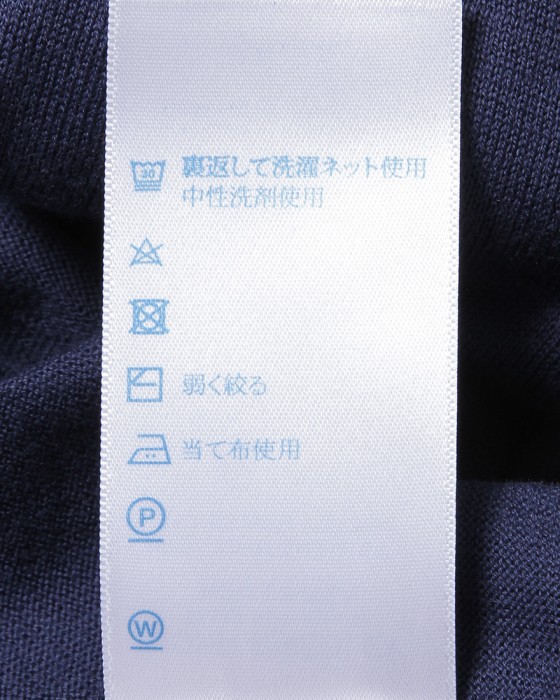 30 裏返して洗濯ネット使用
中性洗剤使用
弱く絞る
当て布使用
P
W